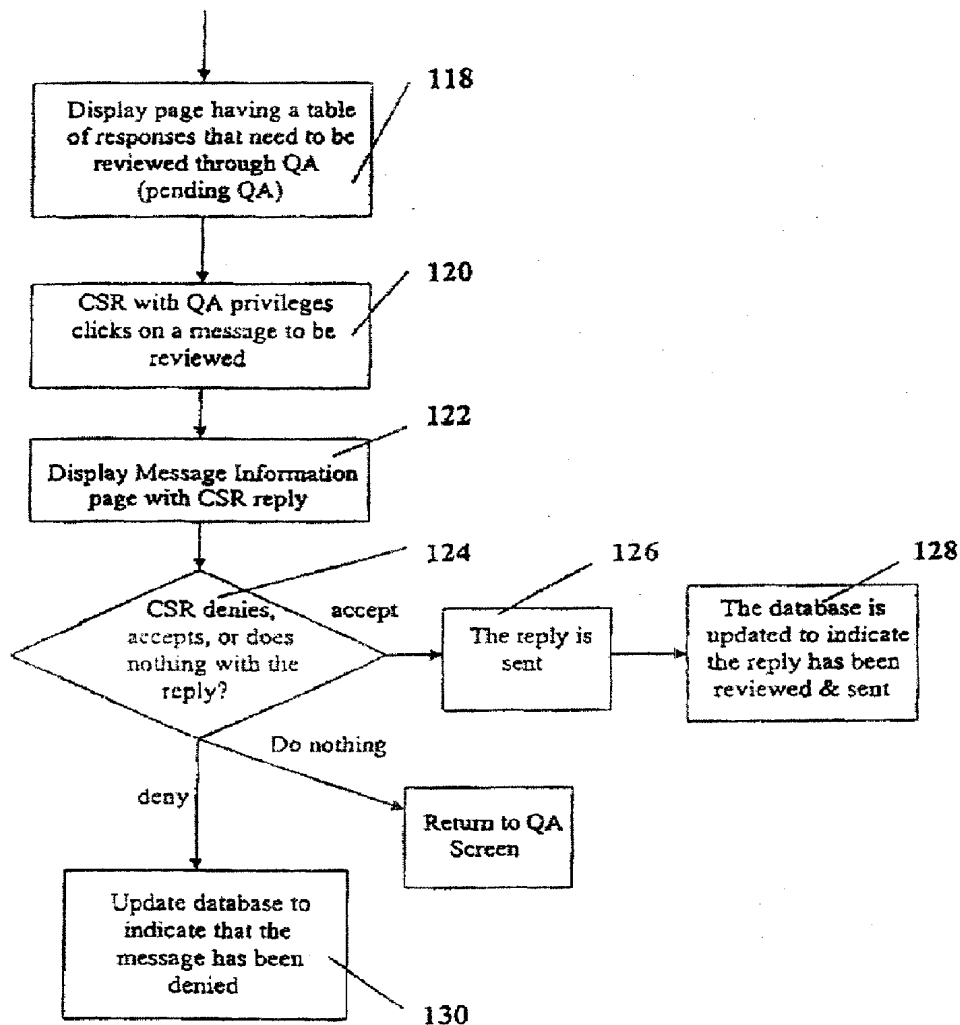 118
Display page having a table
of responses that need to be
reviewed through QA
(pending QA)
120
CSR with QA privileges
clicks on a message to be
reviewed
122
Display Message Information
page with CSR reply
124
CSR denies,
accepts, or does
nothing with the
reply?
accept
126
The reply is
sent
128
The database is
updated to indicate
the reply has been
reviewed & sent
Do nothing
Return to QA
Screen
deny
Update database to
indicate that the
message has been
denied
130